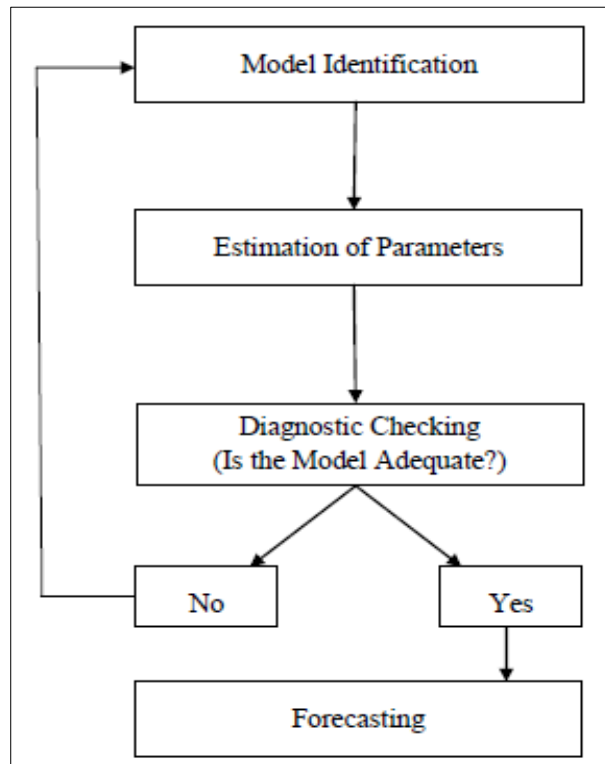 Model Identification
Estimation of Parameters
Diagnostic Checking
(Is the Model Adequate?)
No
Yes
Forecasting